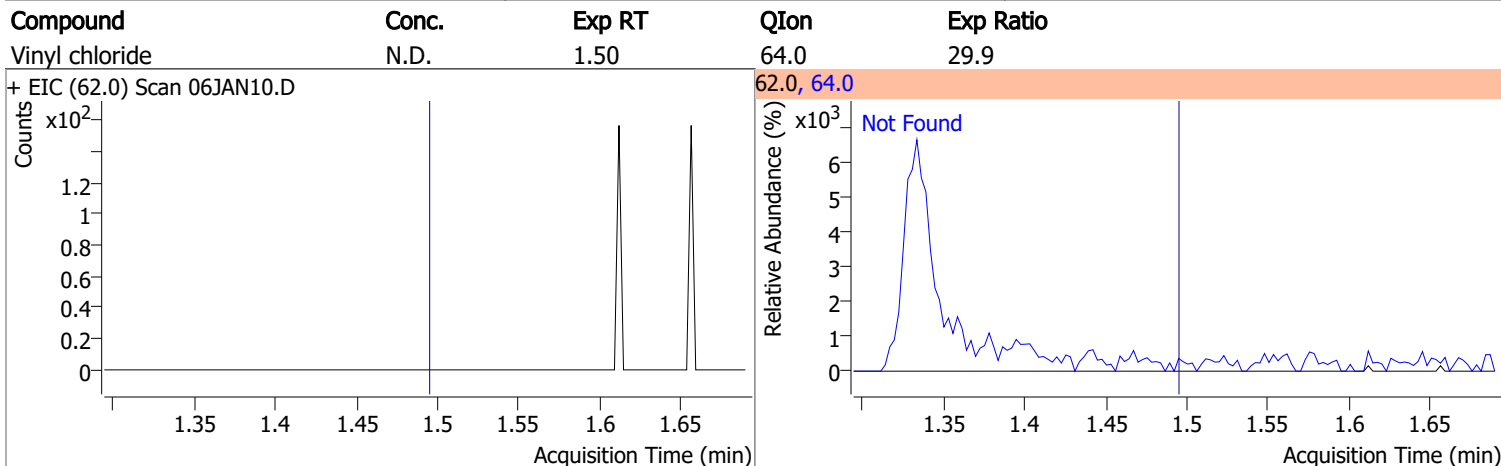 Compound Conc. Exp RT QIon Exp Ratio
Vinyl chloride N.D. 1.50 64.0 29.9
+ EIC (62.0) Scan 06JAN10.D
Counts
x10²
1.2
1
0.8
0.6
0.4
0.2
0
1.35 1.4 1.45 1.5 1.55 1.6 1.65
Acquisition Time (min)
62.0, 64.0
Relative Abundance (%)
x10³
Not Found
6
5
4
3
2
1
0
1.35 1.4 1.45 1.5 1.55 1.6 1.65
Acquisition Time (min)